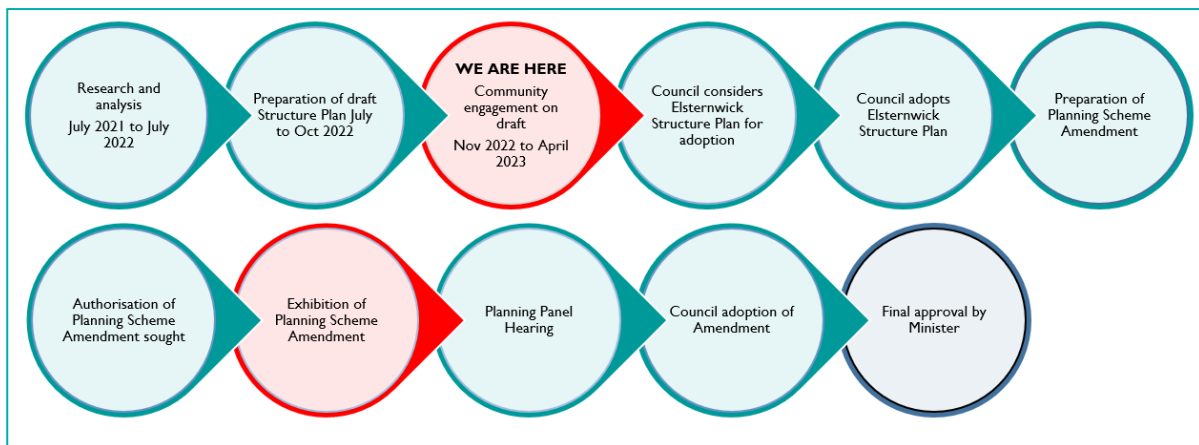 Research and
analysis
July 2021 to July
2022
Preparation of draft
Structure Plan July
to Oct 2022
WE ARE HERE
Community
engagement on
draft
Nov 2022 to April
2023
Council considers
Elsternwick
Structure Plan for
adoption
Council adopts
Elsternwick
Structure Plan
Preparation of
Planning Scheme
Amendment
Authorisation of
Planning Scheme
Amendment sought
Exhibition of
Planning Scheme
Amendment
Planning Panel
Hearing
Council adoption of
Amendment
Final approval by
Minister